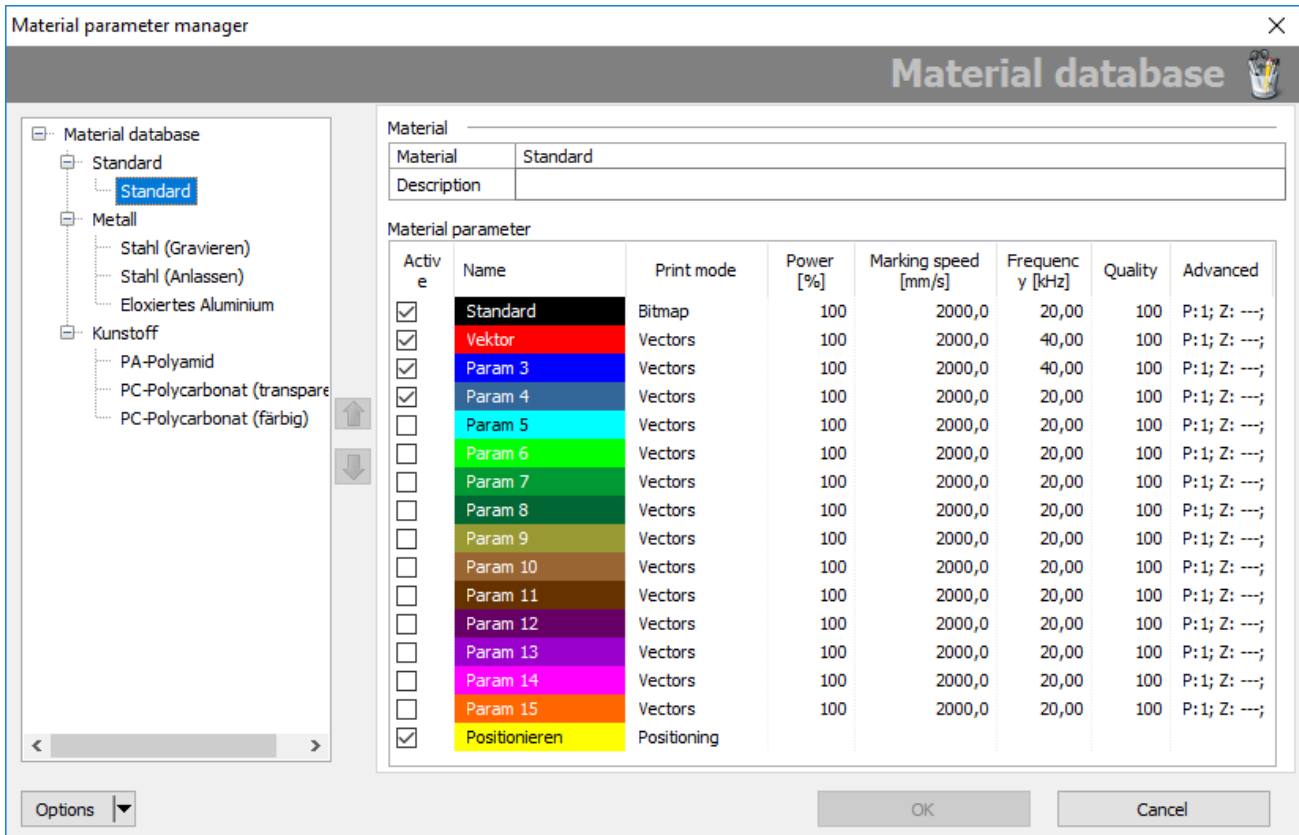 Material parameter manager
Material database
Material database
Standard
Standard
Metall
Stahl (Gravieren)
Stahl (Anlassen)
Eloxiertes Aluminium
Kunstoff
PA-Polyamid
PC-Polycarbonat (transpare
PC-Polycarbonat (färbig)
Material
Material Standard
Description
Material parameter
Activ
e Name Print mode Power
[%] Marking speed
[mm/s] Frequenc
y [kHz] Quality Advanced
Standard Bitmap 100 2000,0 20,00 100 P:1; Z: ---;
Vektor Vectors 100 2000,0 40,00 100 P:1; Z: ---;
Param 3 Vectors 100 2000,0 40,00 100 P:1; Z: ---;
Param 4 Vectors 100 2000,0 20,00 100 P:1; Z: ---;
Param 5 Vectors 100 2000,0 20,00 100 P:1; Z: ---;
Param 6 Vectors 100 2000,0 20,00 100 P:1; Z: ---;
Param 7 Vectors 100 2000,0 20,00 100 P:1; Z: ---;
Param 8 Vectors 100 2000,0 20,00 100 P:1; Z: ---;
Param 9 Vectors 100 2000,0 20,00 100 P:1; Z: ---;
Param 10 Vectors 100 2000,0 20,00 100 P:1; Z: ---;
Param 11 Vectors 100 2000,0 20,00 100 P:1; Z: ---;
Param 12 Vectors 100 2000,0 20,00 100 P:1; Z: ---;
Param 13 Vectors 100 2000,0 20,00 100 P:1; Z: ---;
Param 14 Vectors 100 2000,0 20,00 100 P:1; Z: ---;
Param 15 Vectors 100 2000,0 20,00 100 P:1; Z: ---;
Positionieren Positioning
Options OK Cancel